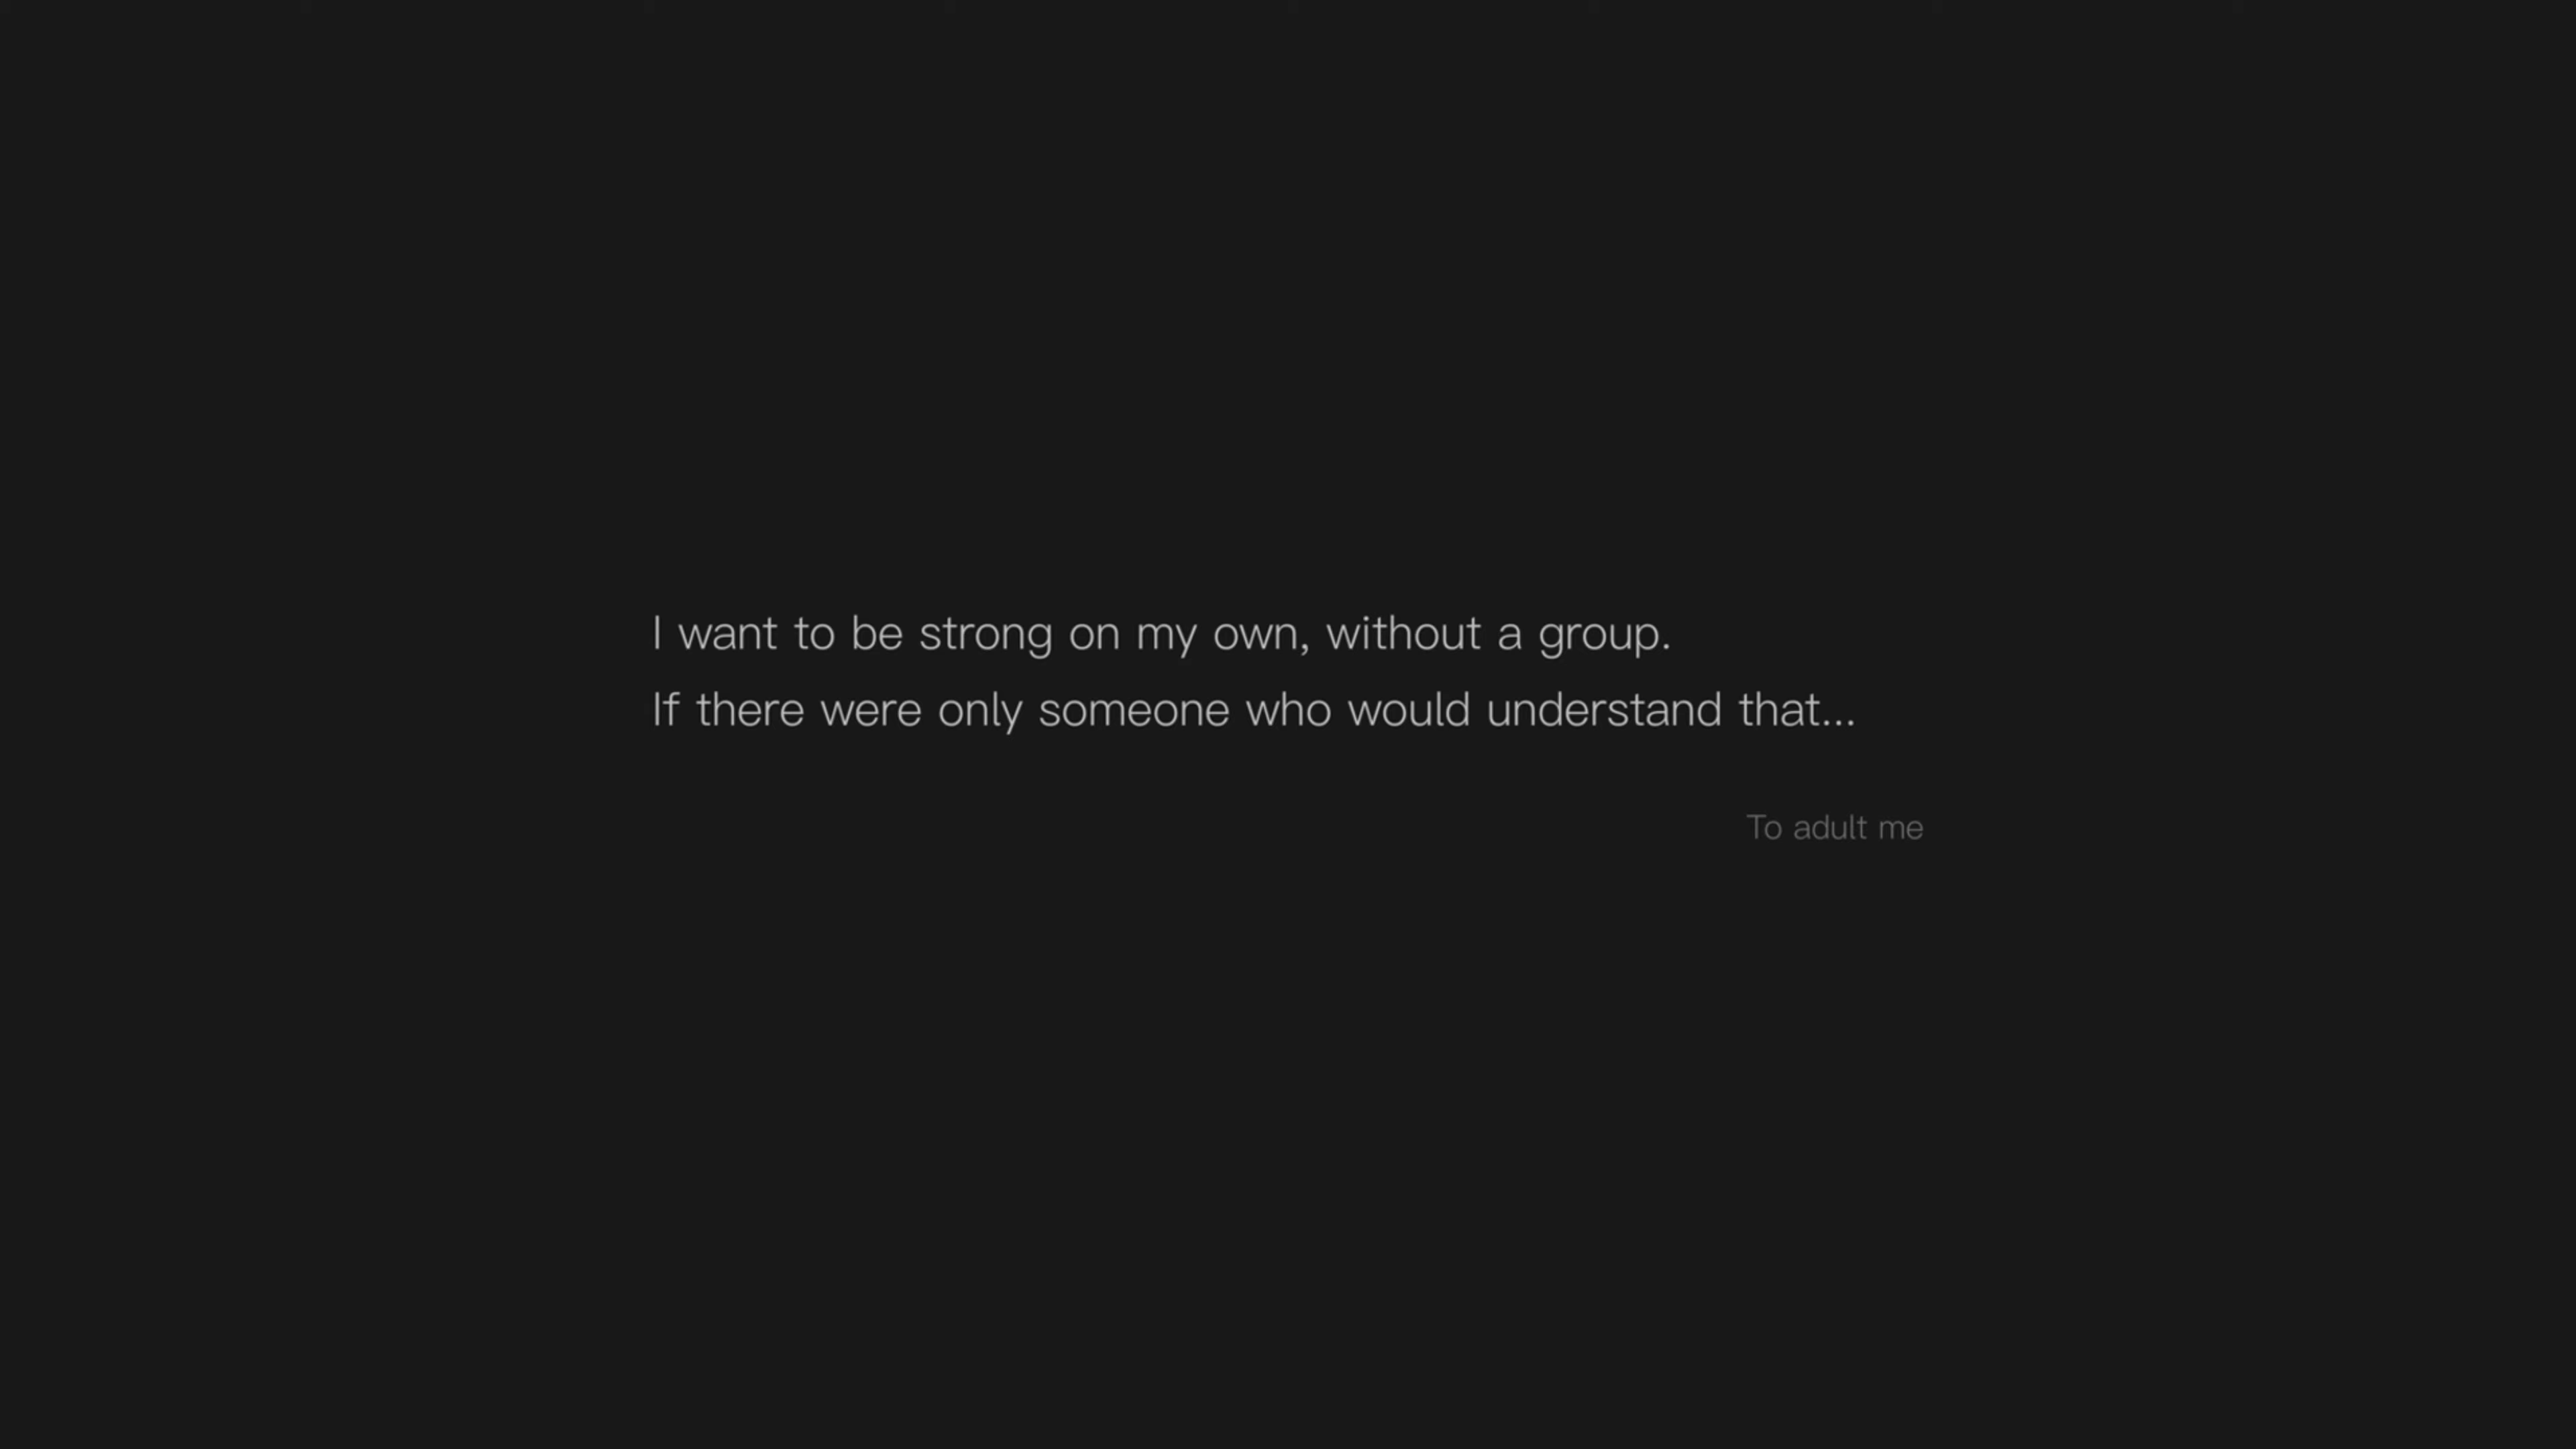 I want to be strong on my own, without a group.
If there were only someone who would understand that...
To adult me